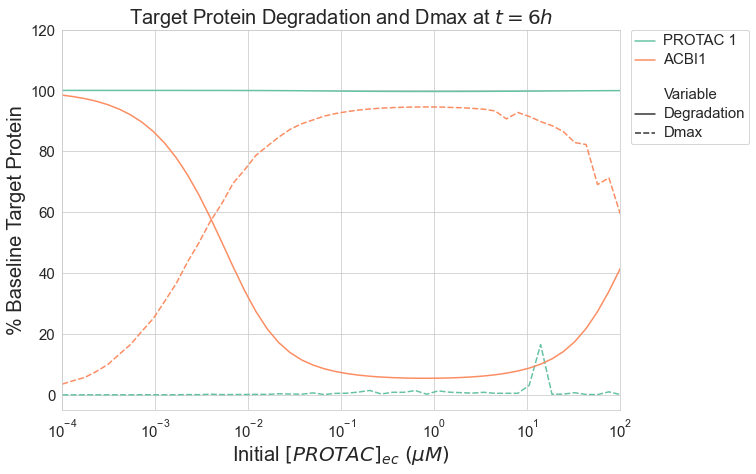 Target Protein Degradation and Dmax at $t = 6h$
120
100
80
60
40
20
0
% Baseline Target Protein
$10^{-4}$ $10^{-3}$ $10^{-2}$ $10^{-1}$ $10^{0}$ $10^{1}$ $10^{2}$
Initial $[PROTAC]_{ec}$ $(\mu M)$
PROTAC 1
ACBI1
Variable
Degradation
Dmax